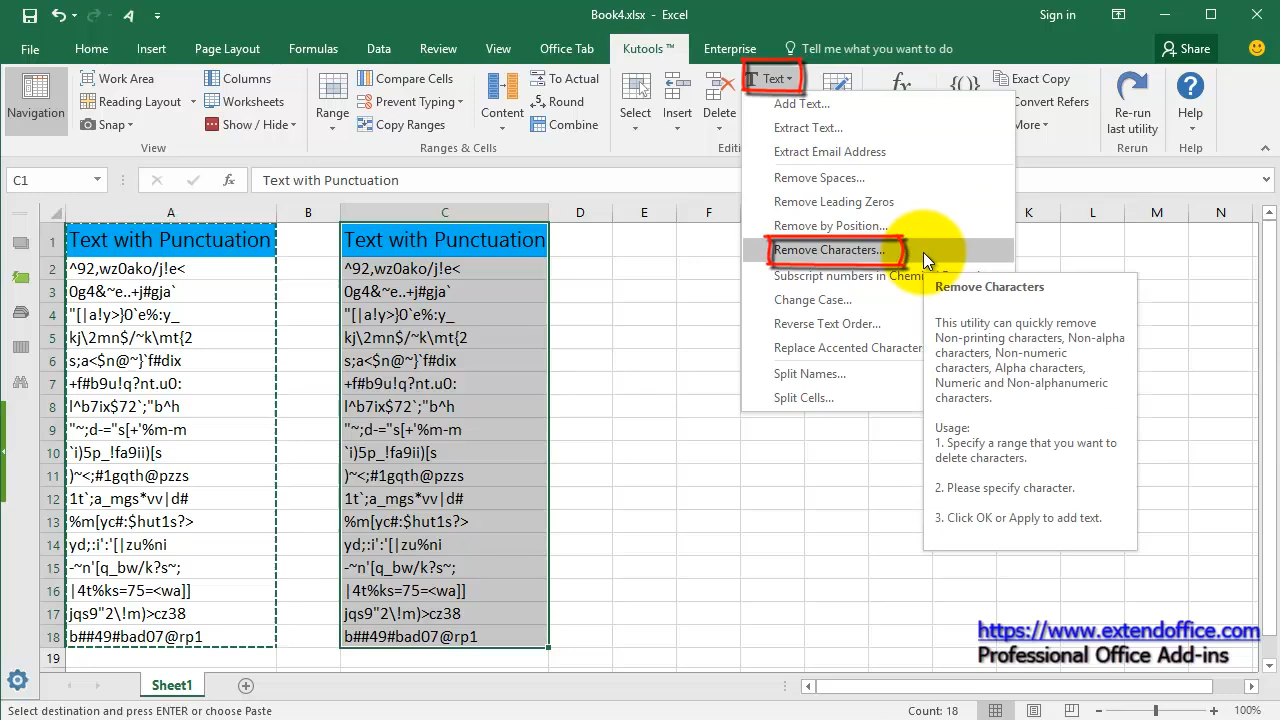 Book4.xlsx - Excel
Sign in
File Home Insert Page Layout Formulas Data Review View Office Tab Kutools ™ Enterprise Tell me what you want to do Share
Navigation
Work Area
Reading Layout
Snap
Columns
Worksheets
Show / Hide
View
Range
Compare Cells
Prevent Typing
Copy Ranges
Ranges & Cells
Content
To Actual
Round
Combine
Select
Insert
Delete
Text
Exact Copy
Convert Refers
More
Re-run last utility
Rerun
Help
Help
C1
fx
Text with Punctuation
Add Text...
Extract Text...
Extract Email Address
Remove Spaces...
Remove Leading Zeros
Remove by Position...
Remove Characters...
Subscript numbers in Chemi
Change Case...
Reverse Text Order...
Replace Accented Character
Split Names...
Split Cells...
Remove Characters
This utility can quickly remove
Non-printing characters, Non-alpha
characters, Non-numeric
characters, Alpha characters,
Numeric and Non-alphanumeric
characters.
Usage:
1. Specify a range that you want to
delete characters.
2. Please specify character.
3. Click OK or Apply to add text.
A B C D E F K L M N
1 Text with Punctuation Text with Punctuation
2 ^92,wz0ako/j!e< ^92,wz0ako/j!e<
3 0g4&~e..+j#gja` 0g4&~e..+j#gja`
4 "[|a!y>}0`e%:y_ "[|a!y>}0`e%:y_
5 kj\2mn$/~k\mt{2 kj\2mn$/~k\mt{2
6 s;a<$n@~}`f#dix s;a<$n@~}`f#dix
7 +f#b9u!q?nt.u0: +f#b9u!q?nt.u0:
8 l^b7ix$72`;"b^h l^b7ix$72`;"b^h
9 "~;d-="s[+'%m-m "~;d-="s[+'%m-m
10 `i)5p_!fa9ii)[s `i)5p_!fa9ii)[s
11 )~<;#1gqth@pzzs )~<;#1gqth@pzzs
12 1t`;a_mgs*vv|d# 1t`;a_mgs*vv|d#
13 %m[yc#:$hut1s?> %m[yc#:$hut1s?>
14 yd;:i':'[|zu%ni yd;:i':'[|zu%ni
15 -~n'[q_bw/k?s~; -~n'[q_bw/k?s~;
16 |4t%ks=75=<wa]] |4t%ks=75=<wa]]
17 jqs9"2\!m)>cz38 jqs9"2\!m)>cz38
18 b##49#bad07@rp1 b##49#bad07@rp1
19
https://www.extendoffice.com
Professional Office Add-ins
Sheet1
Select destination and press ENTER or choose Paste
Count: 18
100%